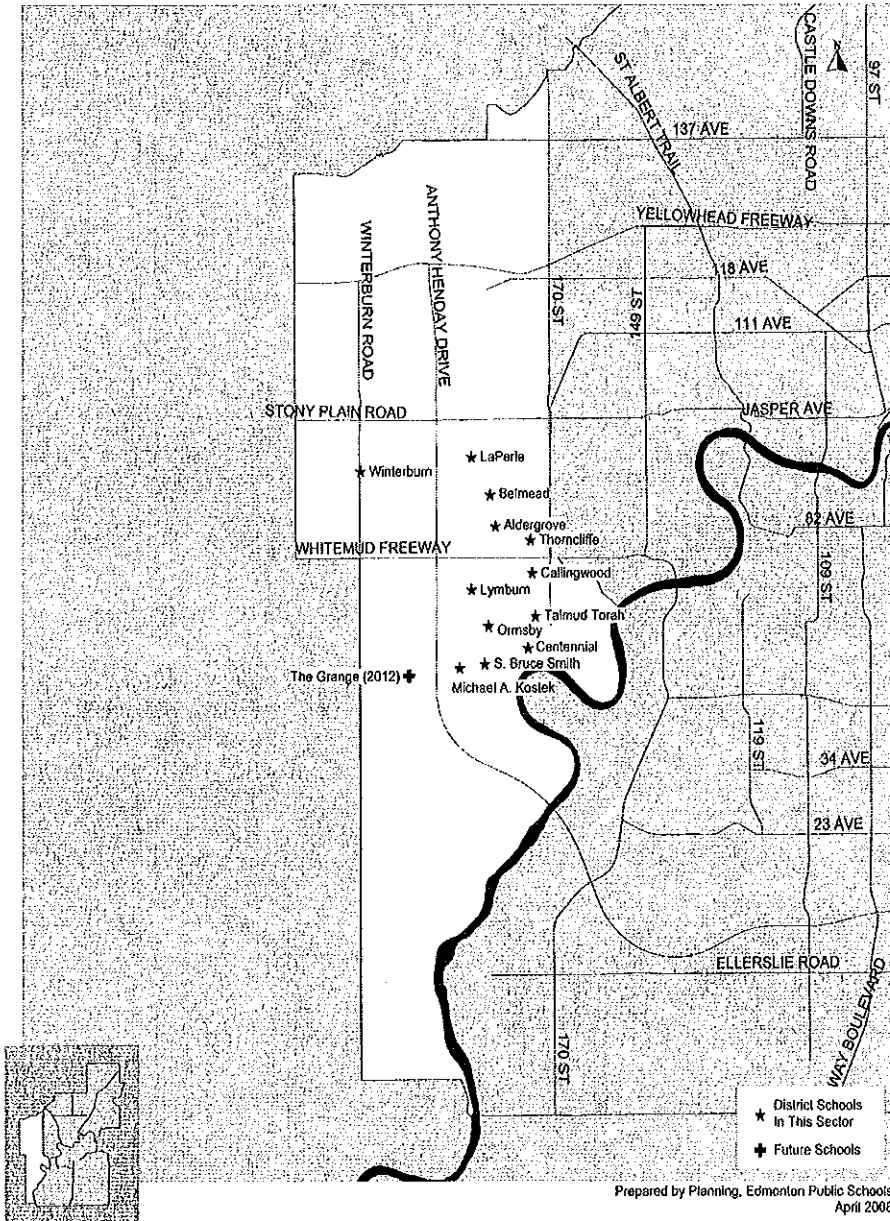 CASTLE DOWNS ROAD
97 ST
ST ALBERT TRAIL
137 AVE
YELLOWHEAD FREEWAY
ANTHONY HENDAY DRIVE
WINTERBURN ROAD
118 AVE
170 ST
149 ST
111 AVE
STONY PLAIN ROAD
JASPER AVE
LaPerle
Winterburn
Belmead
Aldergrove
82 AVE
Thorncliffe
WHITEMUD FREEWAY
109 ST
Callingwood
Lymburn
Talmud Torah
Ormsby
Centennial
S. Bruce Smith
The Grange (2012)
Michael A. Kostek
119 ST
34 AVE
23 AVE
ELLERSLIE ROAD
170 ST
WAY BOULEVARD
District Schools
In This Sector
Future Schools
Prepared by Planning, Edmonton Public Schools